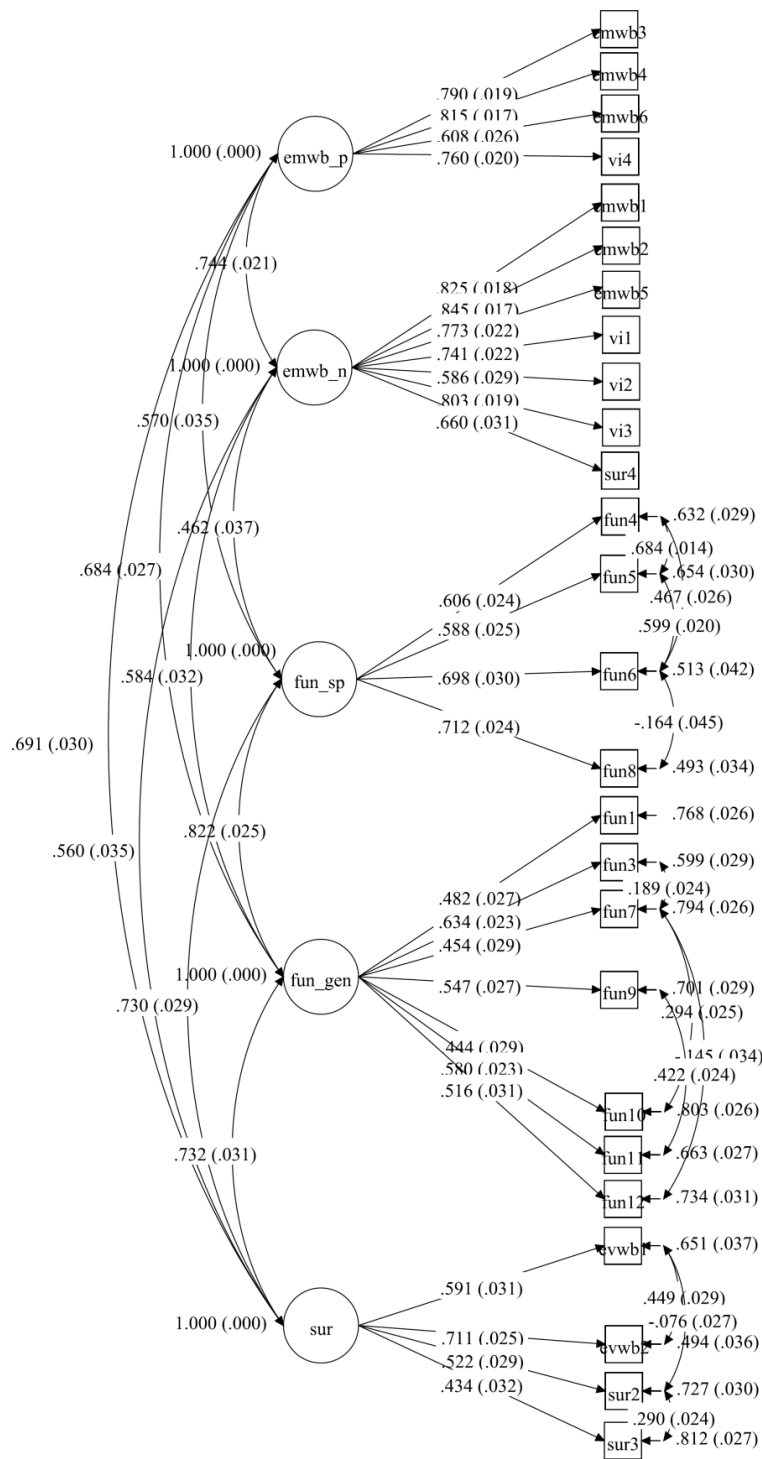 emwb3
emwb4
.790 (.019)
.815 (.017)
emwb6
.608 (.026)
1.000 (.000)
emwb_p
.760 (.020)
vi4
emwb1
emwb2
.744 (.021)
.825 (.018)
emwb5
.845 (.017)
.773 (.022)
vi1
.741 (.022)
1.000 (.000)
emwb_n
.586 (.029)
vi2
.803 (.019)
.570 (.035)
.660 (.031)
vi3
sur4
fun4
.632 (.029)
.462 (.037)
.684 (.014)
.684 (.027)
fun5
.654 (.030)
.467 (.026)
.606 (.024)
.599 (.020)
.588 (.025)
1.000 (.000)
.584 (.032)
fun_sp
.698 (.030)
fun6
.513 (.042)
.712 (.024)
-.164 (.045)
.691 (.030)
fun8
.493 (.034)
fun1
.768 (.026)
.822 (.025)
.560 (.035)
fun3
.599 (.029)
.189 (.024)
.482 (.027)
fun7
.794 (.026)
.634 (.023)
.454 (.029)
1.000 (.000)
fun_gen
.547 (.027)
fun9
.701 (.029)
.730 (.029)
.294 (.025)
.444 (.029)
-.145 (.034)
.580 (.023)
.422 (.024)
.516 (.031)
fun10
.803 (.026)
.732 (.031)
fun11
.663 (.027)
fun12
.734 (.031)
evwb1
.651 (.037)
.591 (.031)
.449 (.029)
1.000 (.000)
sur
-.076 (.027)
.711 (.025)
evwb2
.494 (.036)
.522 (.029)
.434 (.032)
sur2
.727 (.030)
.290 (.024)
sur3
.812 (.027)